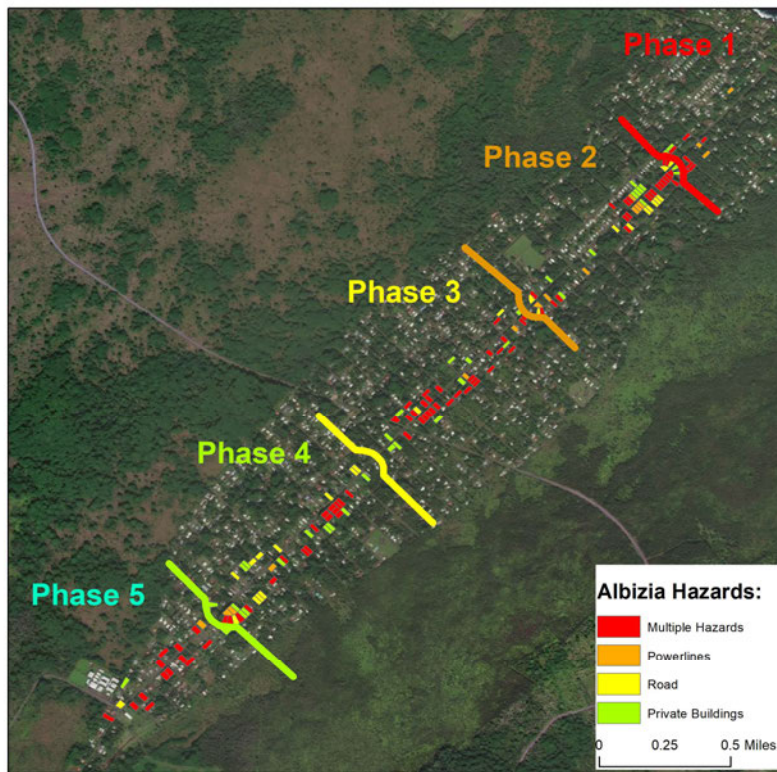 Phase 1
Phase 2
Phase 3
Phase 4
Phase 5
Albizia Hazards:
Multiple Hazards
Powerlines
Road
Private Buildings
0 0.25 0.5 Miles